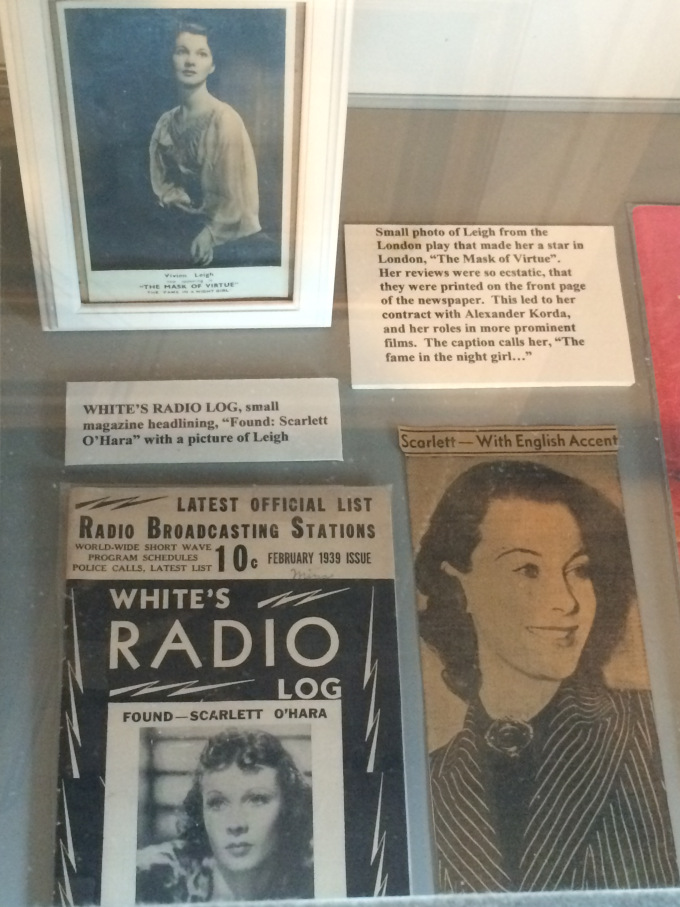 Vivien Leigh
"THE MASK OF VIRTUE"
Small photo of Leigh from the
London play that made her a star in
London, "The Mask of Virtue".
Her reviews were so ecstatic, that
they were printed on the front page
of the newspaper.  This led to her
contract with Alexander Korda,
and her roles in more prominent
films.  The caption calls her, "The
fame in the night girl…"
WHITE'S RADIO LOG, small
magazine headlining, "Found: Scarlett
O'Hara" with a picture of Leigh
Scarlett — With English Accent
LATEST OFFICIAL LIST
RADIO BROADCASTING STATIONS
WORLD-WIDE SHORT WAVE
PROGRAM SCHEDULES
POLICE CALLS, LATEST LIST
10c
FEBRUARY 1939 ISSUE
WHITE'S
RADIO
LOG
FOUND—SCARLETT O'HARA